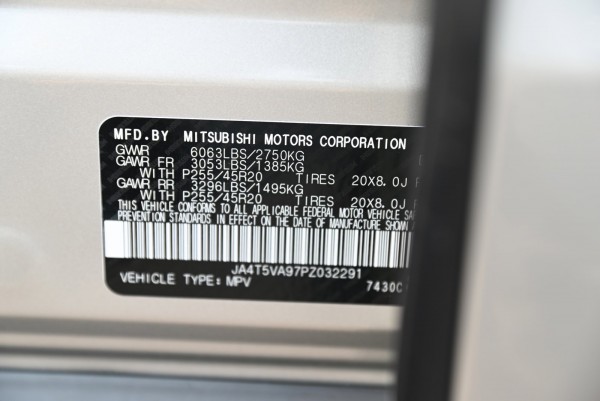 MFD.BY MITSUBISHI MOTORS CORPORATION
GVWR 6063LBS/2750KG
GAWR FR 3053LBS/1385KG
WITH P255/45R20 TIRES 20X8.0J
GAWR RR 3296LBS/1495KG
WITH P255/45R20 TIRES 20X8.0J
THIS VEHICLE CONFORMS TO ALL APPLICABLE FEDERAL MOTOR VEHICLE SA
PREVENTION STANDARDS IN EFFECT ON THE DATE OF MANUFACTURE SHOWN
JA4T5VA97PZ032291
VEHICLE TYPE:MPV 7430C